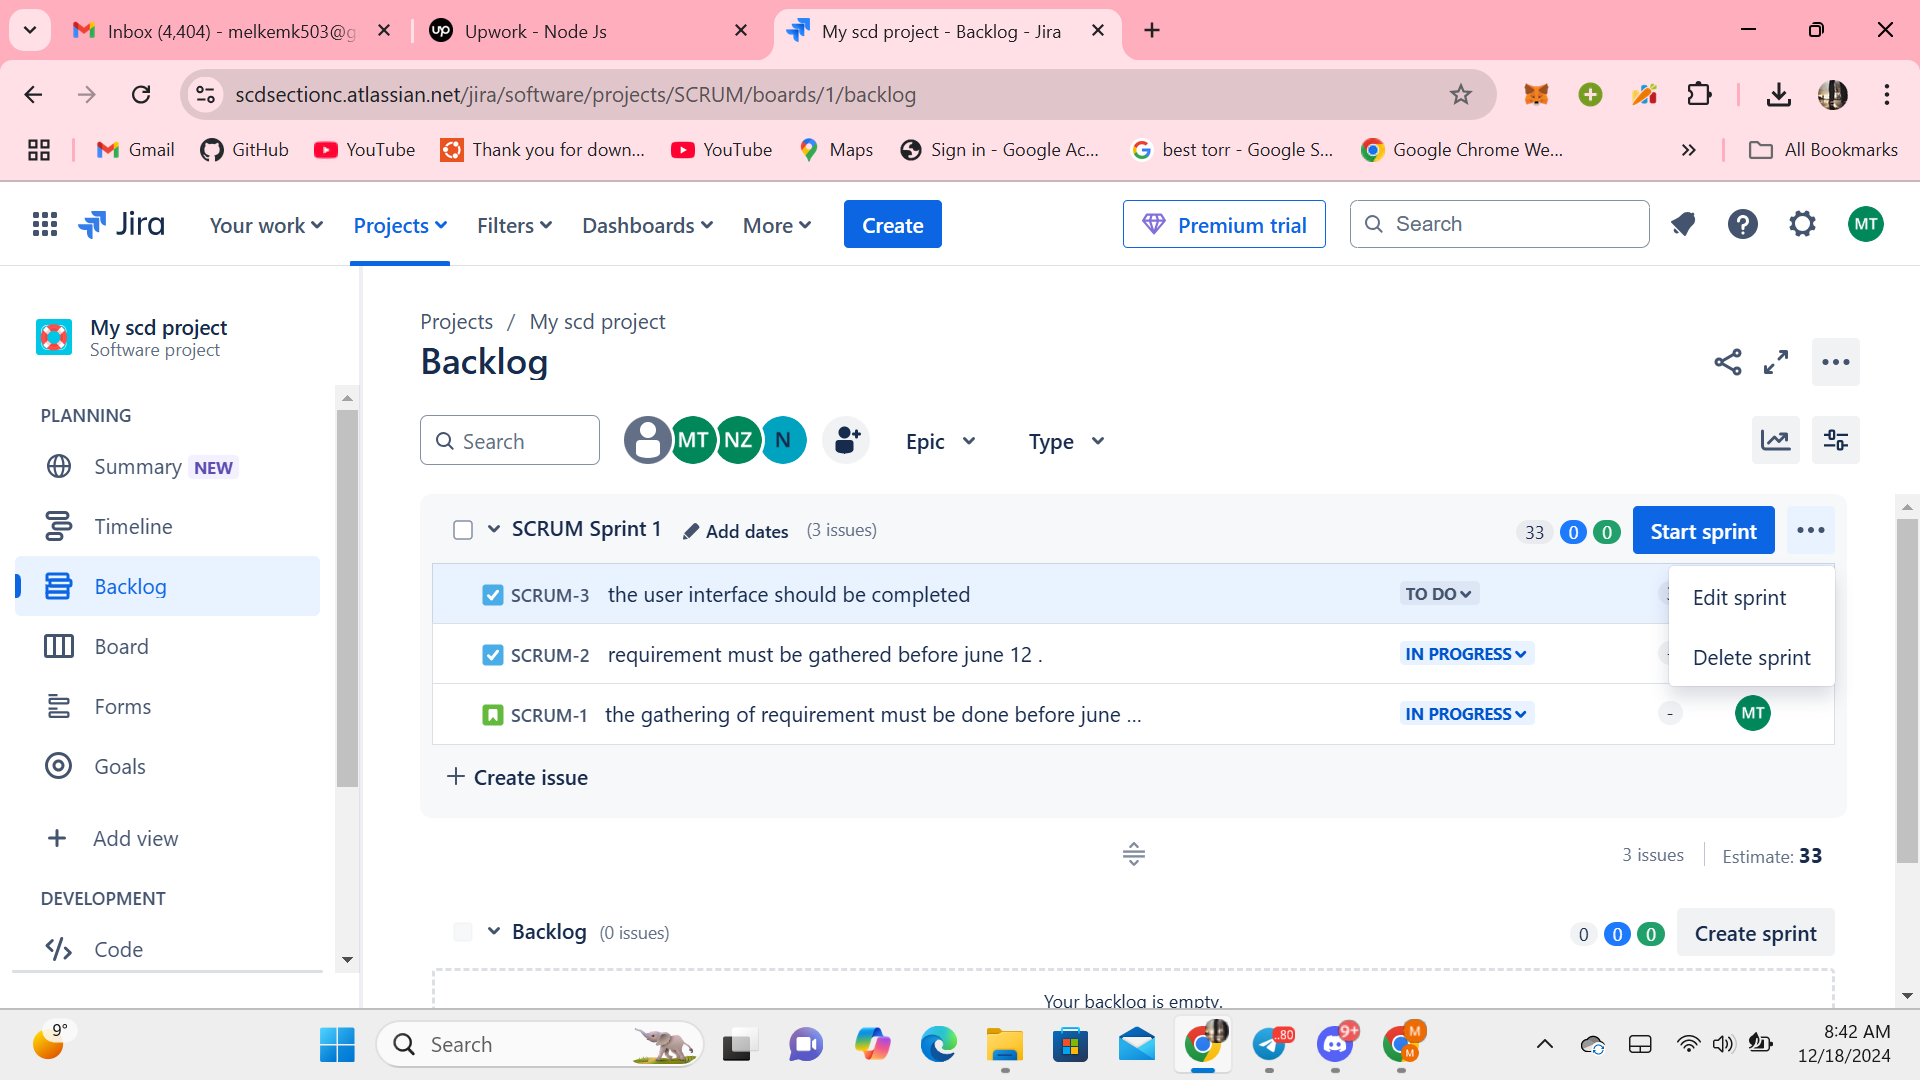 Inbox (4,404) - melkemk503@g
Upwork - Node Js
My scd project - Backlog - Jira
scdsectionc.atlassian.net/jira/software/projects/SCRUM/boards/1/backlog
Gmail
GitHub
YouTube
Thank you for down...
YouTube
Maps
Sign in - Google Ac...
best torr - Google S...
Google Chrome We...
All Bookmarks
Jira
Your work
Projects
Filters
Dashboards
More
Create
Premium trial
Search
MT
My scd project
Software project
PLANNING
Summary NEW
Timeline
Backlog
Board
Forms
Goals
Add view
DEVELOPMENT
Code
Projects / My scd project
Backlog
Search
MT NZ N
Epic
Type
SCRUM Sprint 1 Add dates (3 issues)
33 0 0 Start sprint
SCRUM-3 the user interface should be completed TO DO
SCRUM-2 requirement must be gathered before june 12 . IN PROGRESS
SCRUM-1 the gathering of requirement must be done before june ... IN PROGRESS - MT
Edit sprint
Delete sprint
+ Create issue
3 issues Estimate: 33
Backlog (0 issues)
0 0 0 Create sprint
Your backlog is empty.
9°
Search
UP
..80
9+
M
M
8:42 AM
12/18/2024